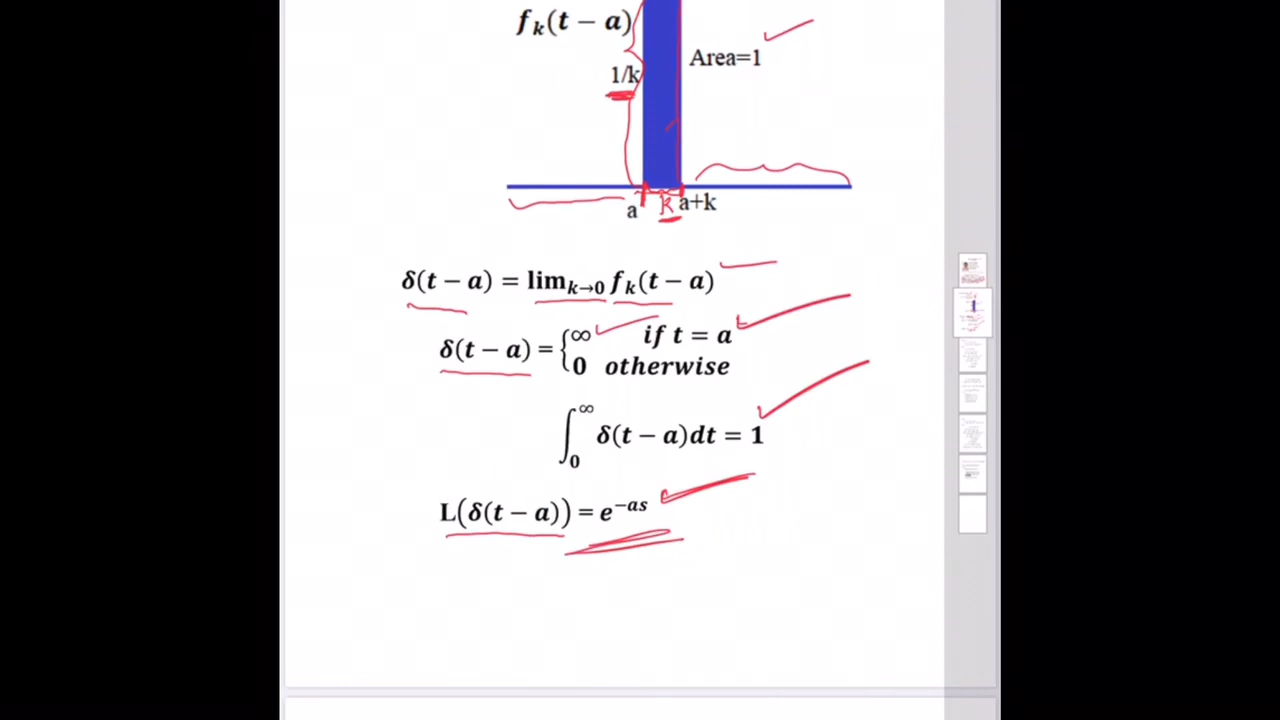 fₖ(t − a)
Area=1
1/k
a k a+k
δ(t − a) = limₖ→₀ fₖ(t − a)
δ(t − a) = {∞ if t = a
0 otherwise
∫₀^∞ δ(t − a)dt = 1
L(δ(t − a)) = e^{−as}